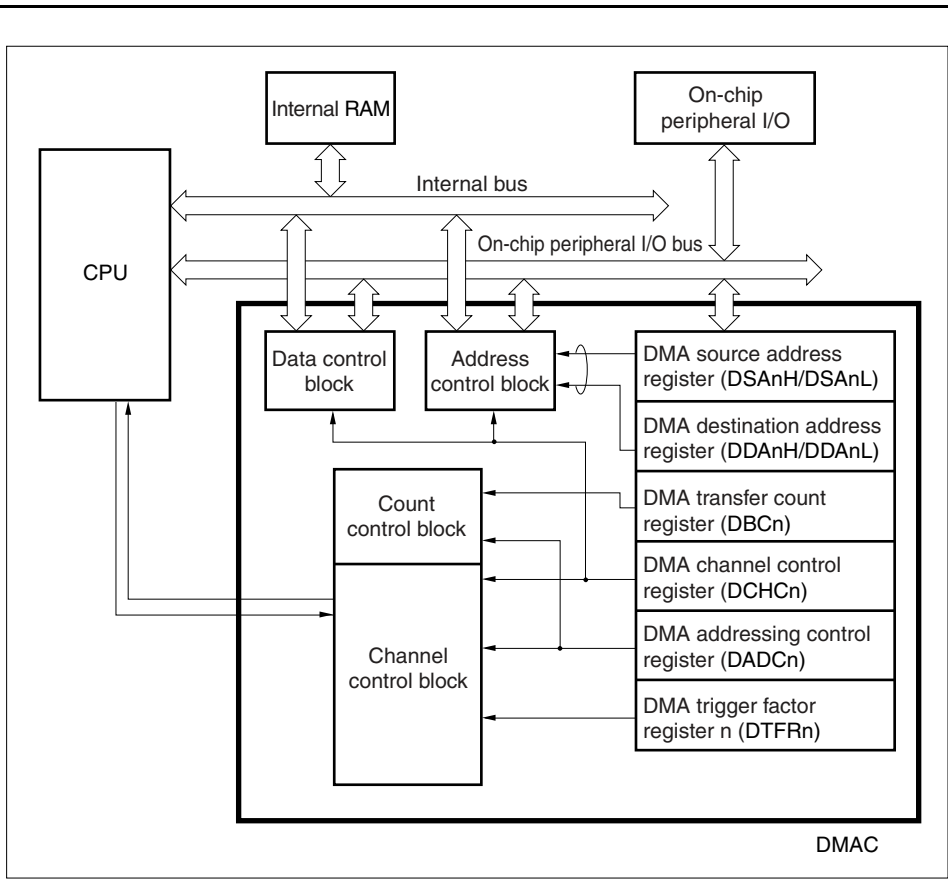 Internal RAM
On-chip
peripheral I/O
Internal bus
On-chip peripheral I/O bus
CPU
Data control
block
Address
control block
DMA source address
register (DSAnH/DSAnL)
DMA destination address
register (DDAnH/DDAnL)
Count
control block
DMA transfer count
register (DBCn)
DMA channel control
register (DCHCn)
Channel
control block
DMA addressing control
register (DADCn)
DMA trigger factor
register n (DTFRn)
DMAC